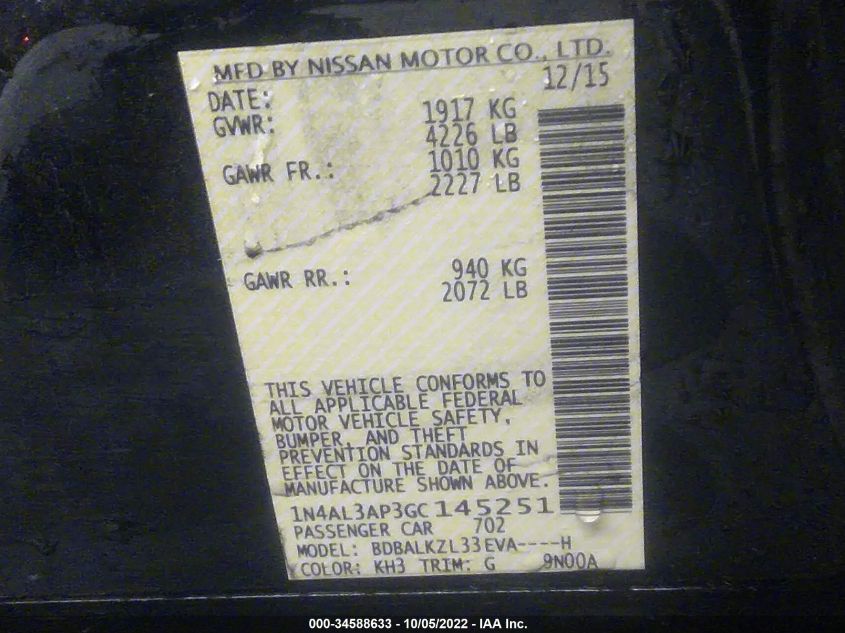 MFD BY NISSAN MOTOR CO., LTD.
DATE: 12/15
GVWR: 1917 KG
4226 LB
GAWR FR.: 1010 KG
2227 LB
GAWR RR.: 940 KG
2072 LB
THIS VEHICLE CONFORMS TO
ALL APPLICABLE FEDERAL
MOTOR VEHICLE SAFETY,
BUMPER, AND THEFT
PREVENTION STANDARDS IN
EFFECT ON THE DATE OF
MANUFACTURE SHOWN ABOVE.
1N4AL3AP3GC145251
PASSENGER CAR 702
MODEL: BDBALKZL33EVA----H
COLOR: KH3 TRIM: G 9N00A
000-34588633 - 10/05/2022 - IAA Inc.